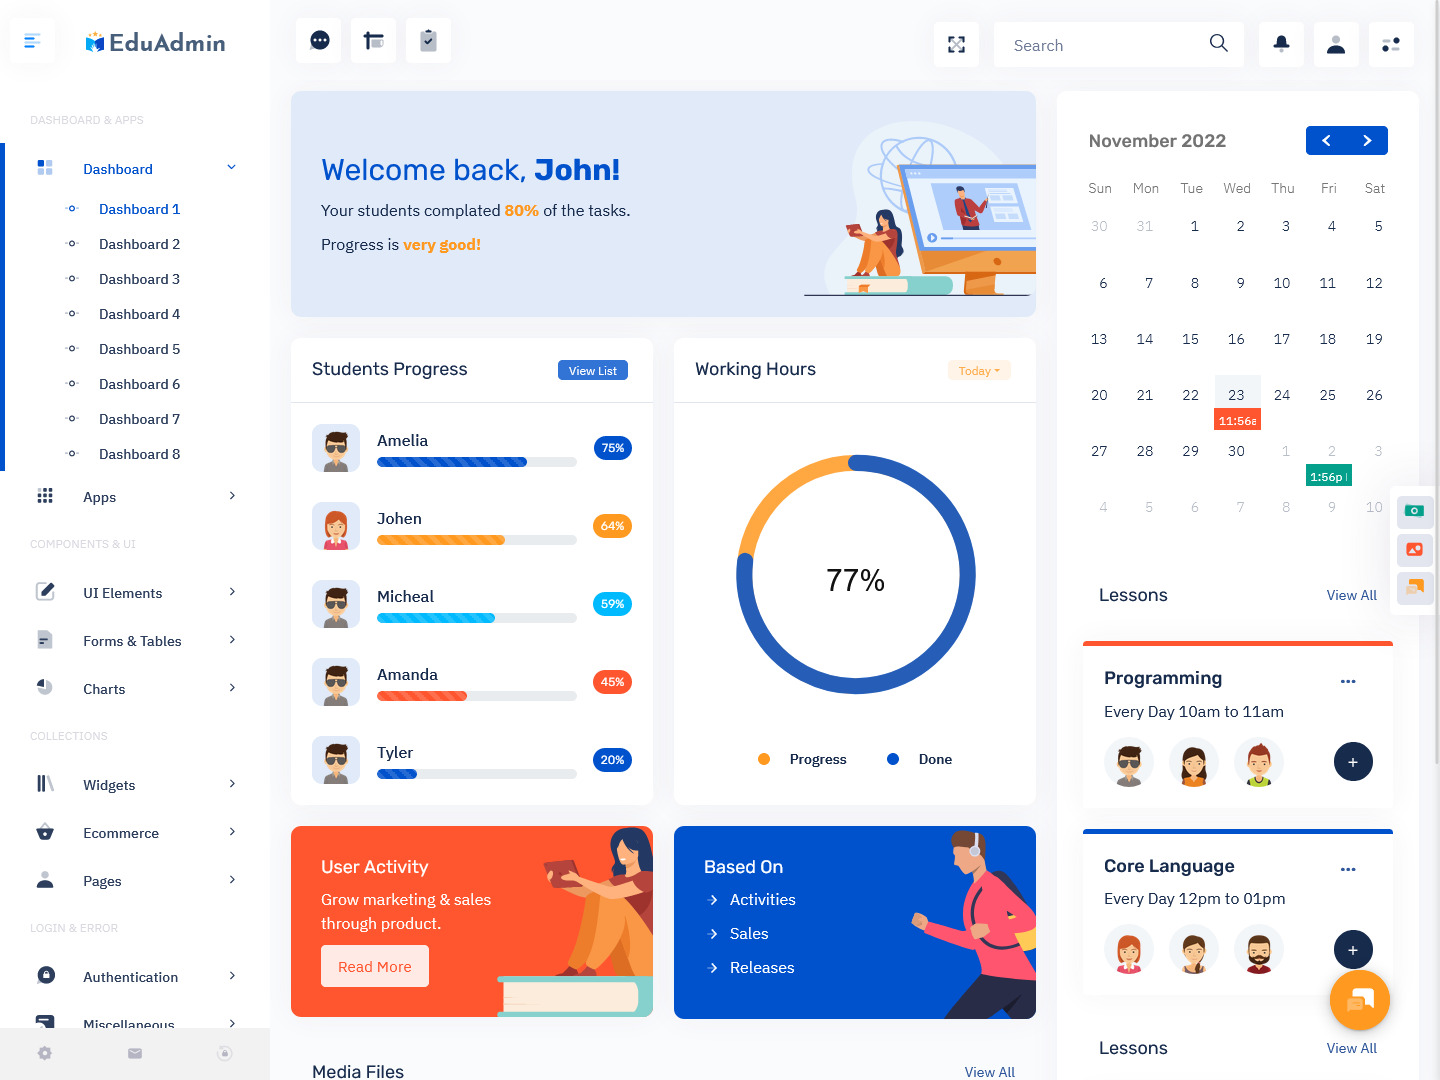 EduAdmin
Search
DASHBOARD & APPS
Dashboard
Dashboard 1
Dashboard 2
Dashboard 3
Dashboard 4
Dashboard 5
Dashboard 6
Dashboard 7
Dashboard 8
Apps
COMPONENTS & UI
UI Elements
Forms & Tables
Charts
COLLECTIONS
Widgets
Ecommerce
Pages
LOGIN & ERROR
Authentication
Miscellaneous
Welcome back, John!
Your students complated 80% of the tasks.
Progress is very good!
Students Progress
View List
Amelia
75%
Johen
64%
Micheal
59%
Amanda
45%
Tyler
20%
Working Hours
Today
77%
Progress
Done
User Activity
Grow marketing & sales
through product.
Read More
Based On
Activities
Sales
Releases
Media Files
View All
November 2022
Sun Mon Tue Wed Thu Fri Sat
30 31 1 2 3 4 5
6 7 8 9 10 11 12
13 14 15 16 17 18 19
20 21 22 23 24 25 26
11:56a
27 28 29 30 1 2 3
1:56p
4 5 6 7 8 9 10
Lessons
View All
Programming
Every Day 10am to 11am
+
Core Language
Every Day 12pm to 01pm
+
Lessons
View All